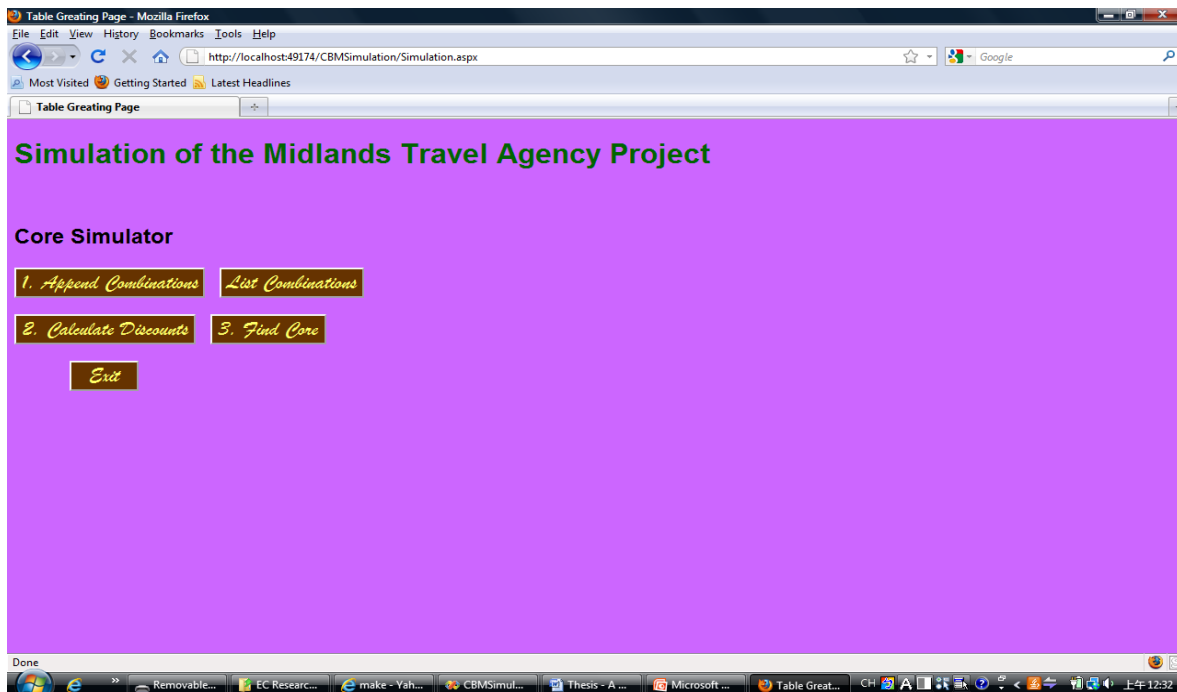 Table Greating Page - Mozilla Firefox
File Edit View History Bookmarks Tools Help
http://localhost:49174/CBMSimulation/Simulation.aspx
Google
Most Visited Getting Started Latest Headlines
Table Greating Page
Simulation of the Midlands Travel Agency Project
Core Simulator
1. Append Combinations List Combinations
2. Calculate Discounts 3. Find Core
Exit
Done
» Removable... EC Researc... make - Yah... CBMSimul... Thesis - A ... Microsoft ... Table Great... CH A 上午 12:32